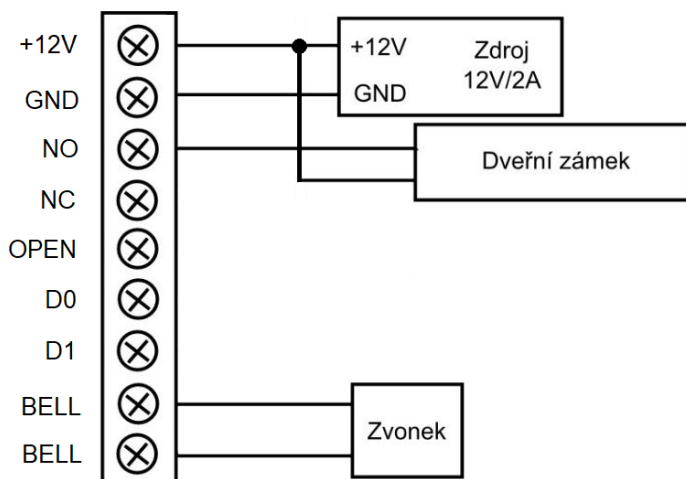 +12V
GND
NO
NC
OPEN
D0
D1
BELL
BELL
+12V
GND
Zdroj
12V/2A
Dveřní zámek
Zvonek